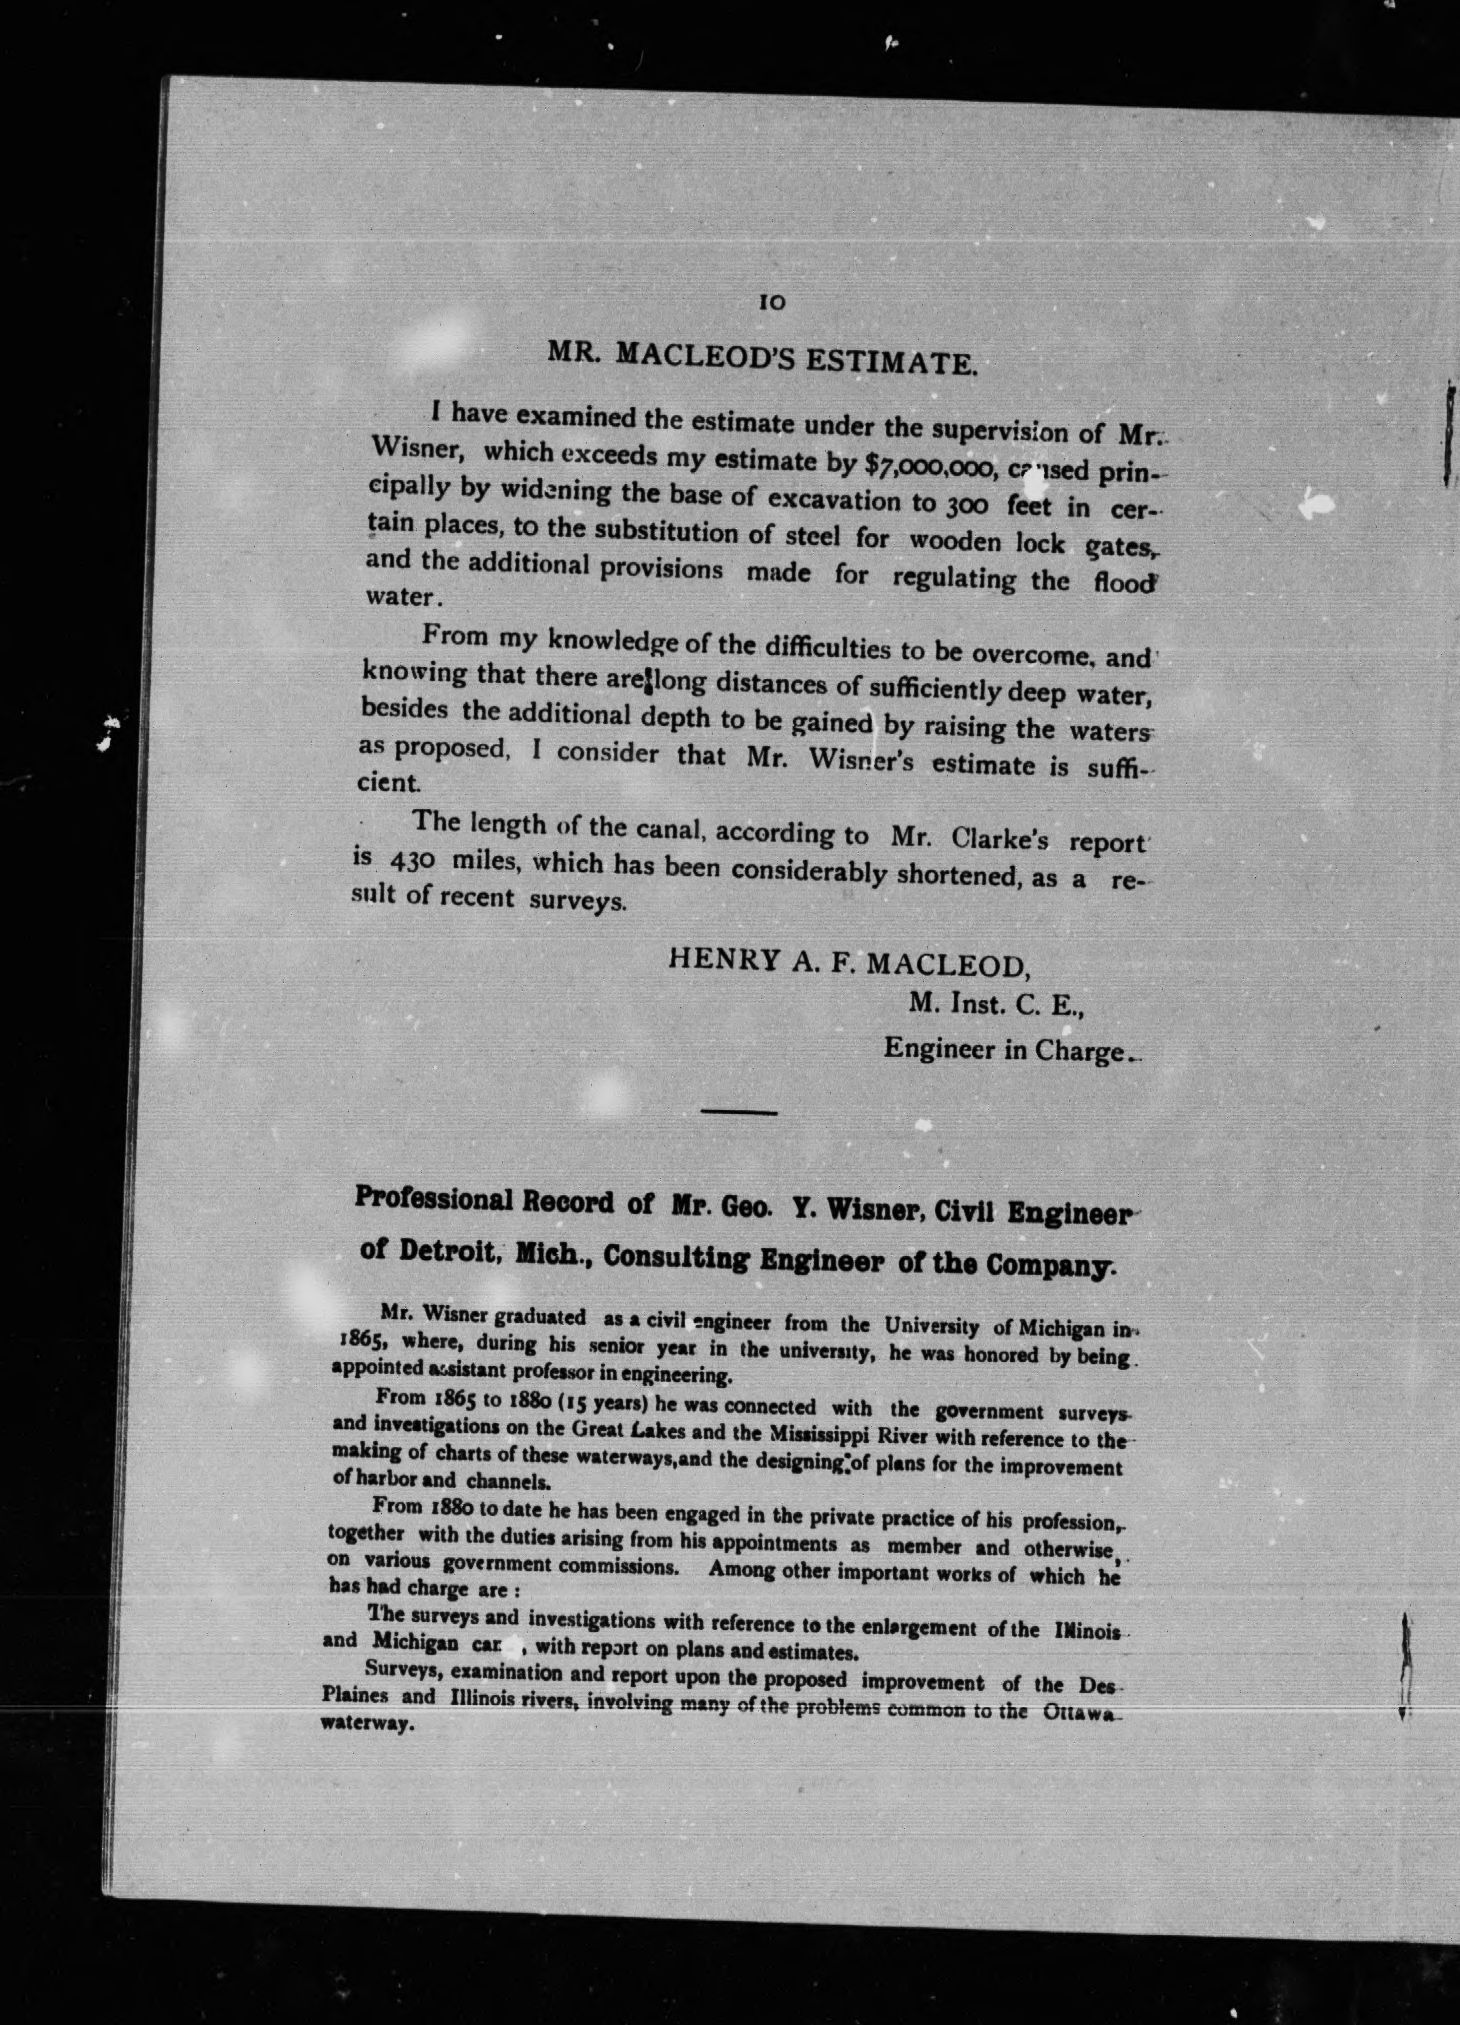 10
MR. MACLEOD'S ESTIMATE.
I have examined the estimate under the supervision of Mr.
Wisner, which exceeds my estimate by $7,000,000, caused prin-
cipally by widening the base of excavation to 300 feet in cer-
tain places, to the substitution of steel for wooden lock gates,
and the additional provisions made for regulating the flood
water.
From my knowledge of the difficulties to be overcome, and
knowing that there are long distances of sufficiently deep water,
besides the additional depth to be gained by raising the waters
as proposed, I consider that Mr. Wisner's estimate is suffi-
cient.
The length of the canal, according to Mr. Clarke's report
is 430 miles, which has been considerably shortened, as a re-
sult of recent surveys.
HENRY A. F. MACLEOD,
M. Inst. C. E.,
Engineer in Charge.
Professional Record of Mr. Geo. Y. Wisner, Civil Engineer
of Detroit, Mich., Consulting Engineer of the Company.
Mr. Wisner graduated as a civil engineer from the University of Michigan in
1865, where, during his senior year in the university, he was honored by being
appointed assistant professor in engineering.
From 1865 to 1880 (15 years) he was connected with the government surveys
and investigations on the Great Lakes and the Mississippi River with reference to the
making of charts of these waterways, and the designing of plans for the improvement
of harbor and channels.
From 1880 to date he has been engaged in the private practice of his profession,
together with the duties arising from his appointments as member and otherwise,
on various government commissions. Among other important works of which he
has had charge are :
The surveys and investigations with reference to the enlargement of the Illinois
and Michigan , with report on plans and estimates.
Surveys, examination and report upon the proposed improvement of the Des
Plaines and Illinois rivers, involving many of the problems common to the Ottawa
waterway.